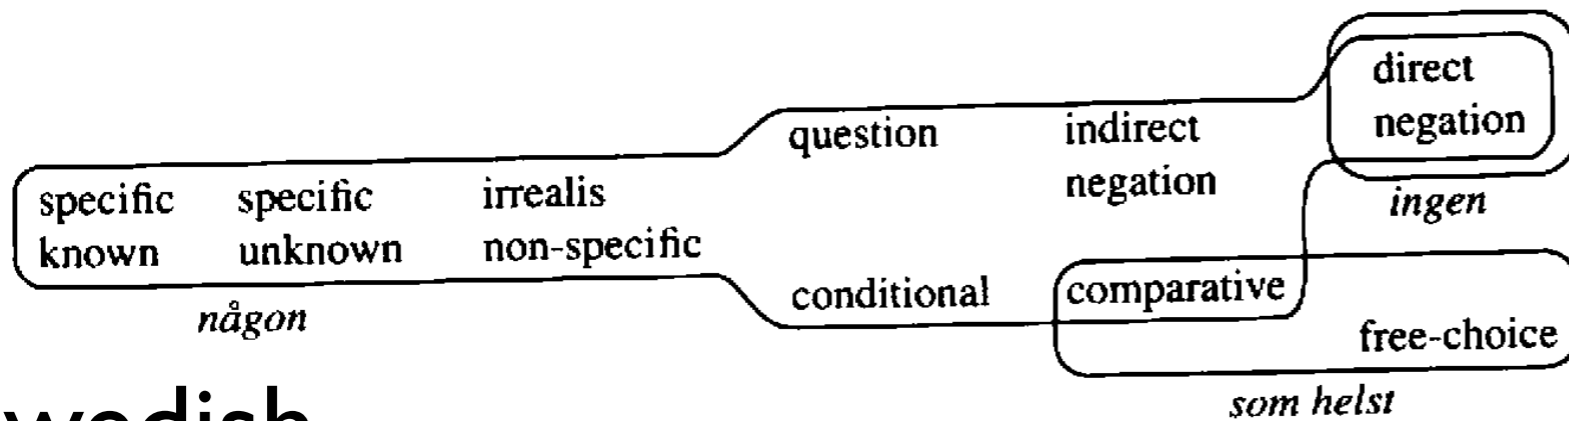 direct
negation
ingen
question
indirect
negation
specific
known
specific
unknown
irrealis
non-specific
någon
conditional
comparative
free-choice
som helst
wedish